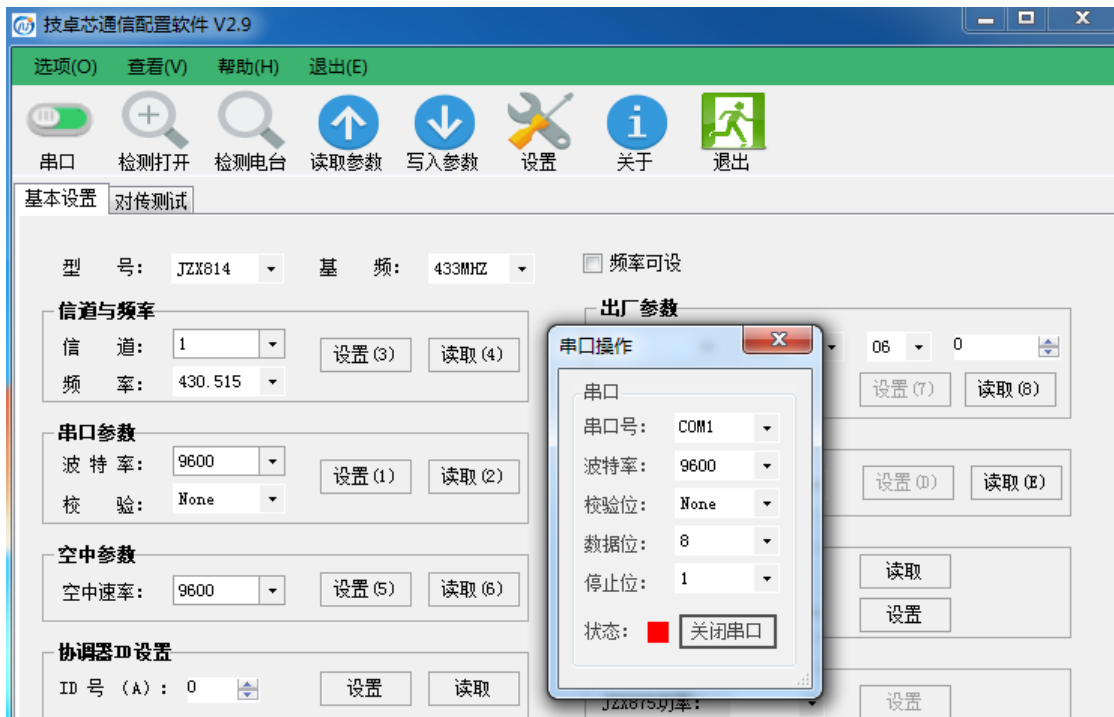 技卓芯通信配置软件 V2.9
选项(O) 查看(V) 帮助(H) 退出(E)
串口 检测打开 检测电台 读取参数 写入参数 设置 关于 退出
基本设置 对传测试
型 号: JZX814 基 频: 433MHZ 频率可设
信道与频率
信 道: 1 设置(3) 读取(4)
频 率: 430.515
串口参数
波特率: 9600 设置(1) 读取(2)
校 验: None
空中参数
空中速率: 9600 设置(5) 读取(6)
协调器ID设置
ID 号 (A): 0 设置 读取
出厂参数
06 0
设置(7) 读取(8)
设置(D) 读取(E)
读取
设置
JZX875功率: 设置
串口操作
串口
串口号: COM1
波特率: 9600
校验位: None
数据位: 8
停止位: 1
状态: 关闭串口